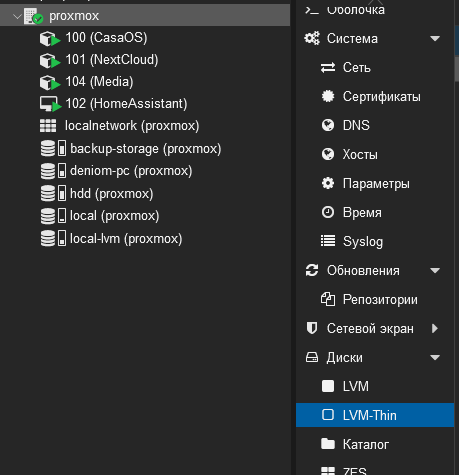 proxmox
100 (CasaOS)
101 (NextCloud)
104 (Media)
102 (HomeAssistant)
localnetwork (proxmox)
backup-storage (proxmox)
deniom-pc (proxmox)
hdd (proxmox)
local (proxmox)
local-lvm (proxmox)
Оболочка
Система
Сеть
Сертификаты
DNS
Хосты
Параметры
Время
Syslog
Обновления
Репозитории
Сетевой экран
Диски
LVM
LVM-Thin
Каталог
ZFS